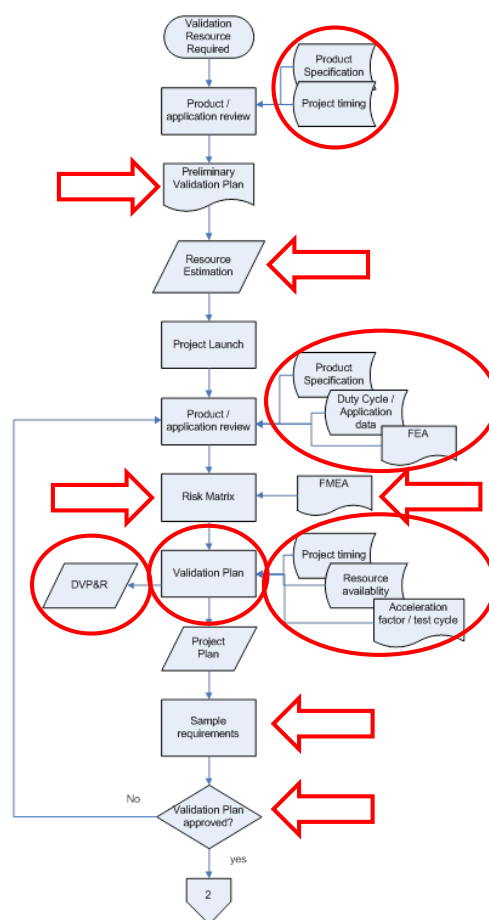 Validation
Resource
Required
Product
Specification
Product /
application review
Project timing
Preliminary
Validation Plan
Resource
Estimation
Project Launch
Product
Specification
Product /
application review
Duty Cycle /
Application
data
FEA
Risk Matrix
FMEA
Project timing
DVP&R
Validation Plan
Resource
availablity
Acceleration
factor / test cycle
Project
Plan
Sample
requirements
No
Validation Plan
approved?
yes
2